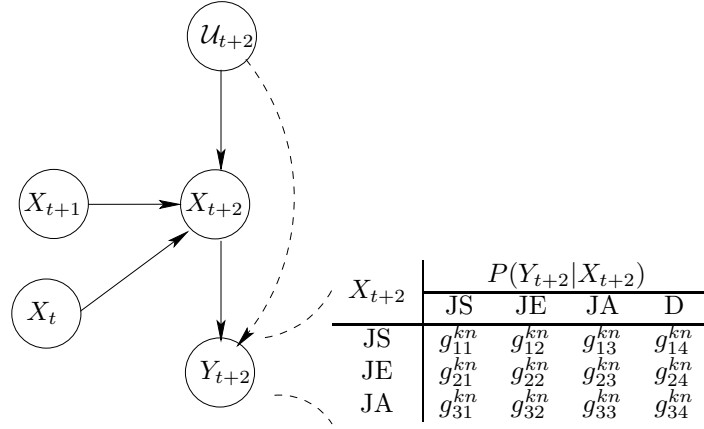 𝒰_{t+2}
X_{t+1} X_{t+2}
X_t
Y_{t+2}
X_{t+2} P(Y_{t+2}|X_{t+2})
JS JE JA D
JS g_{11}^{kn} g_{12}^{kn} g_{13}^{kn} g_{14}^{kn}
JE g_{21}^{kn} g_{22}^{kn} g_{23}^{kn} g_{24}^{kn}
JA g_{31}^{kn} g_{32}^{kn} g_{33}^{kn} g_{34}^{kn}